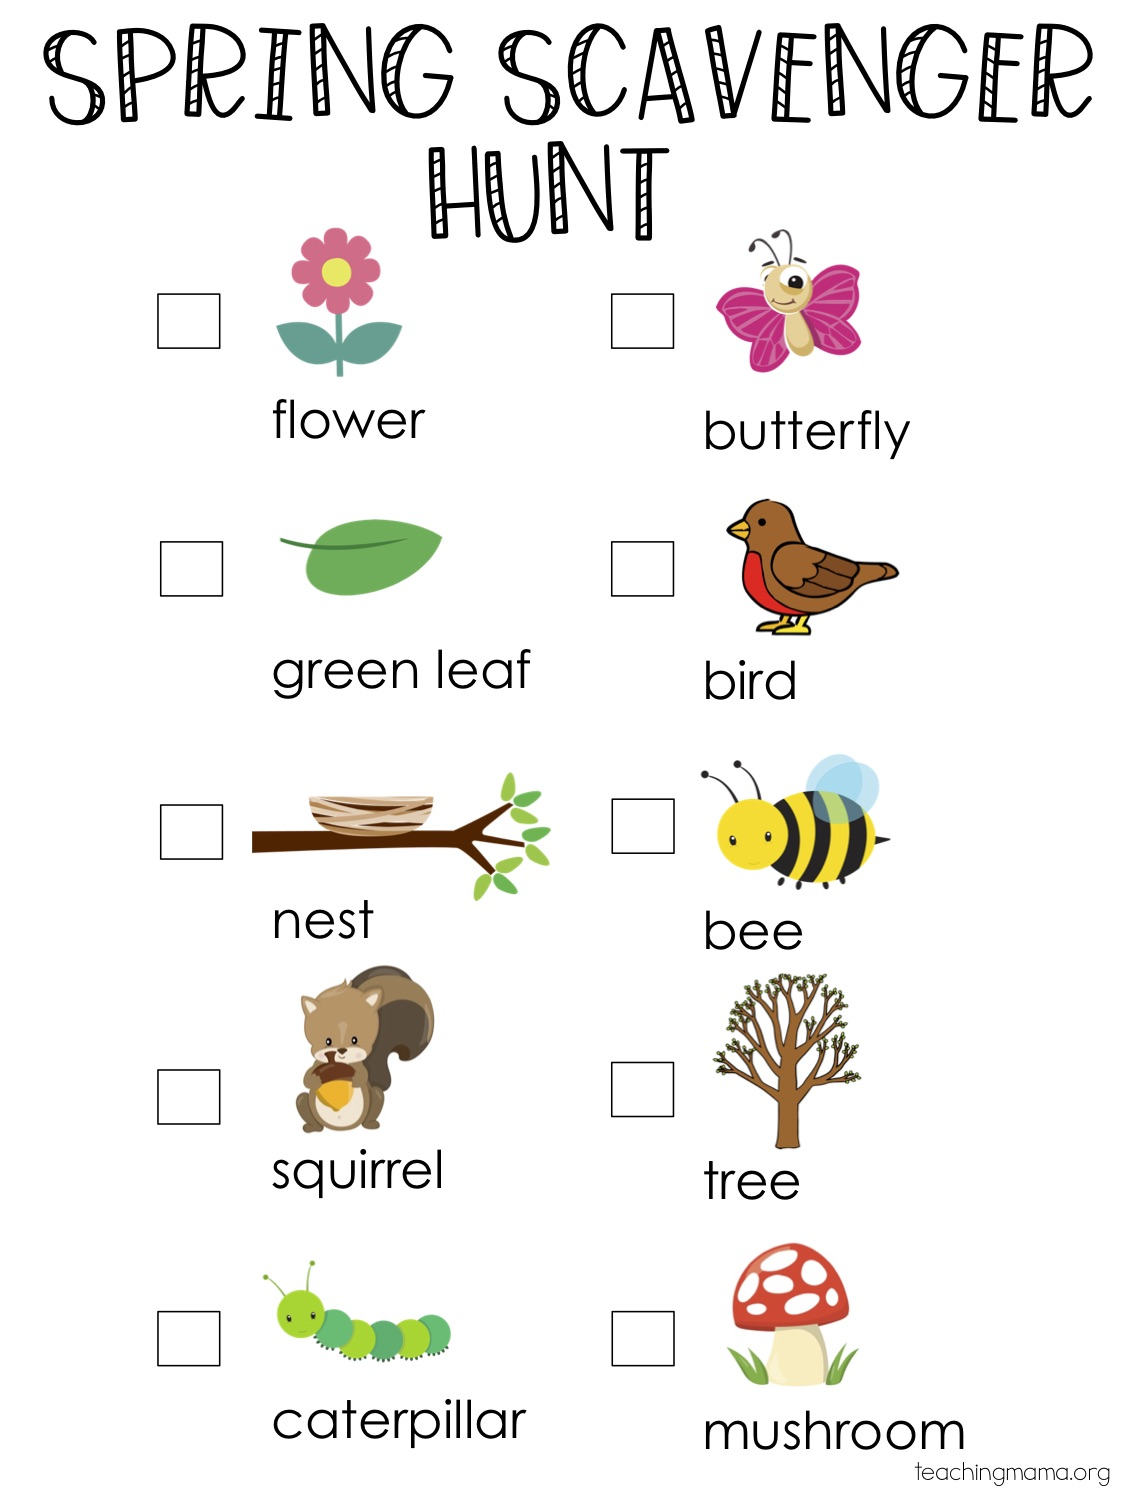 SPRING SCAVENGER
HUNT
flower
butterfly
green leaf
bird
nest
bee
squirrel
tree
caterpillar
mushroom
teachingmama.org